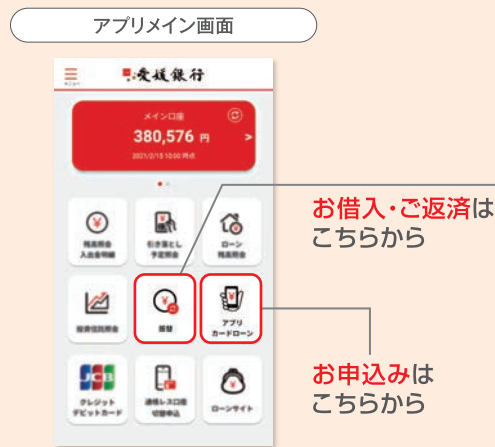 アプリメイン画面
メニュー
愛媛銀行
メイン口座
380,576 円
2021/2/15 10:00 時点
残高照会
入出金明細
引き落とし
予定照会
ローン
残高照会
お借入・ご返済は
こちらから
投資信託照会
振替
アプリ
カードローン
お申込みは
こちらから
JCB
クレジット
デビットカード
通帳レス口座
切替申込
ローンサイト